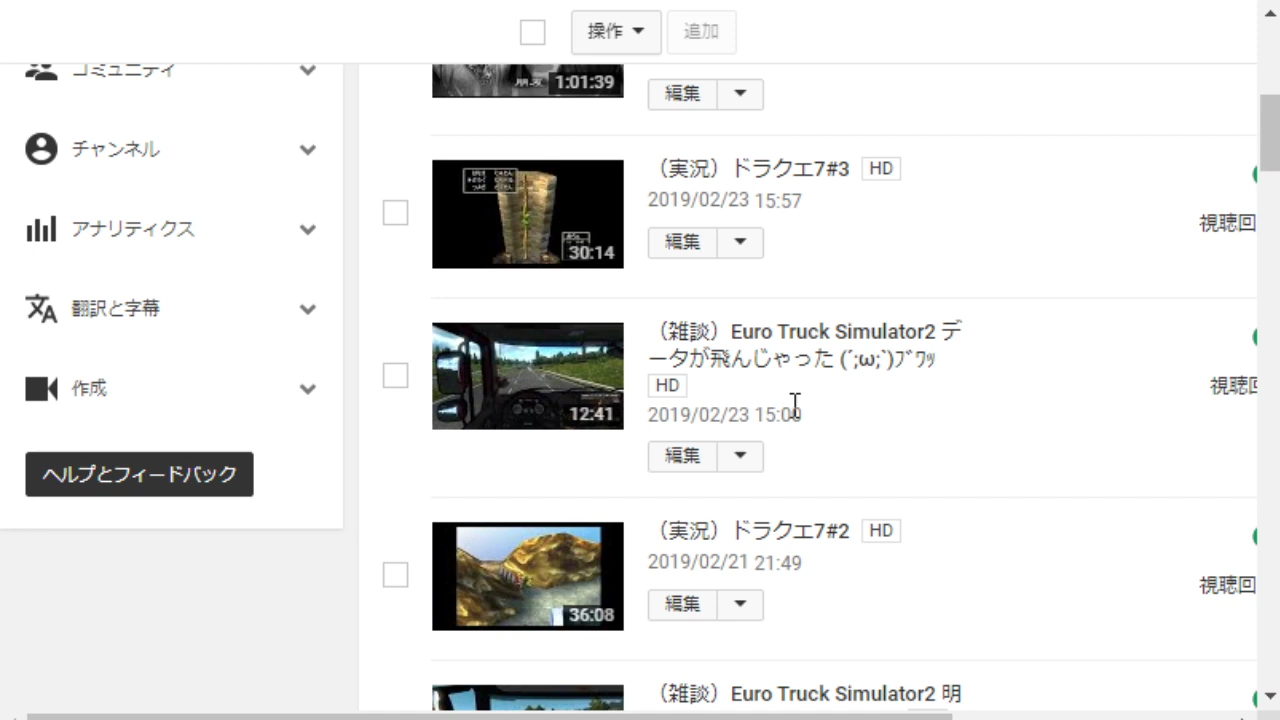 操作
追加
コミュニティ
チャンネル
アナリティクス
翻訳と字幕
作成
ヘルプとフィードバック
1:01:39
編集
30:14
（実況）ドラクエ7#3 HD
2019/02/23 15:57
編集
視聴回
12:41
（雑談）Euro Truck Simulator2 デ
ータが飛んじゃった (´;ω;`)ﾌﾞﾜｯ
HD
2019/02/23 15:00
編集
視聴回
36:08
（実況）ドラクエ7#2 HD
2019/02/21 21:49
編集
視聴回
（雑談）Euro Truck Simulator2 明